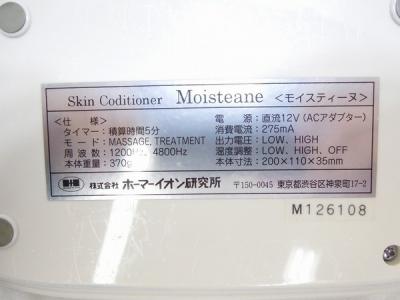 Skin Coditioner Moisteane <モイスティーヌ>
<仕 様>
タイマー：積算時間5分
モード：MASSAGE, TREATMENT
周波数：1200Hz, 4800Hz
本体重量：370g
電 源：直流12V（ACアダプター）
消費電流：275mA
出力電圧：LOW, HIGH
温度調整：LOW, HIGH, OFF
本体寸法：200×110×35mm
株式会社 ホーマーイオン研究所 〒150-0045 東京都渋谷区神泉町17-2
M126108